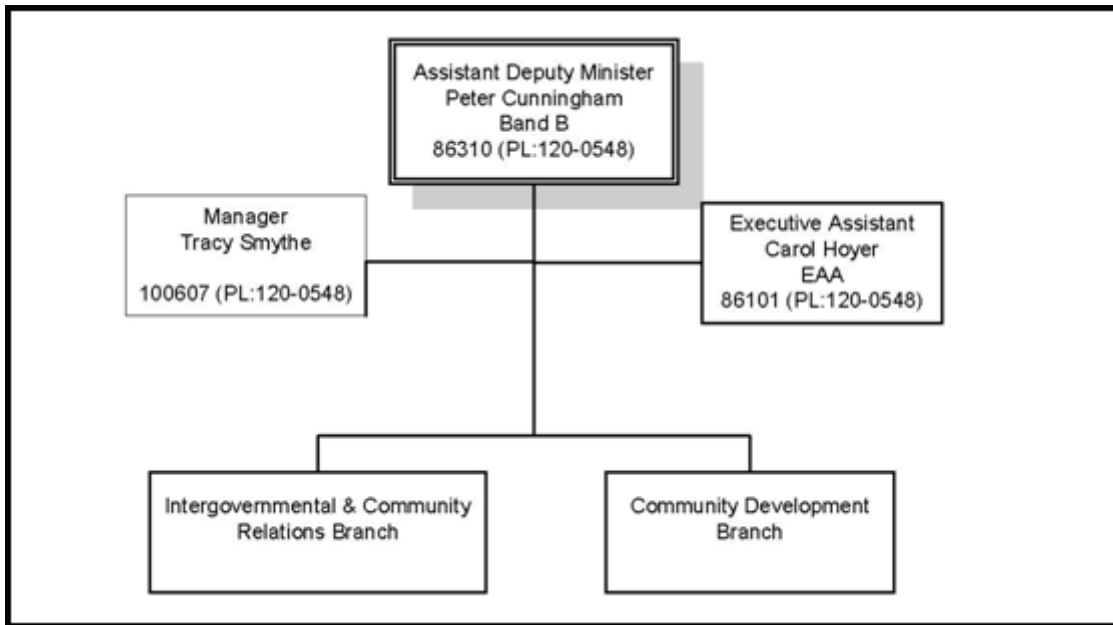 Assistant Deputy Minister
Peter Cunningham
Band B
86310 (PL:120-0548)
Manager
Tracy Smythe
100607 (PL:120-0548)
Executive Assistant
Carol Hoyer
EAA
86101 (PL:120-0548)
Intergovernmental & Community
Relations Branch
Community Development
Branch